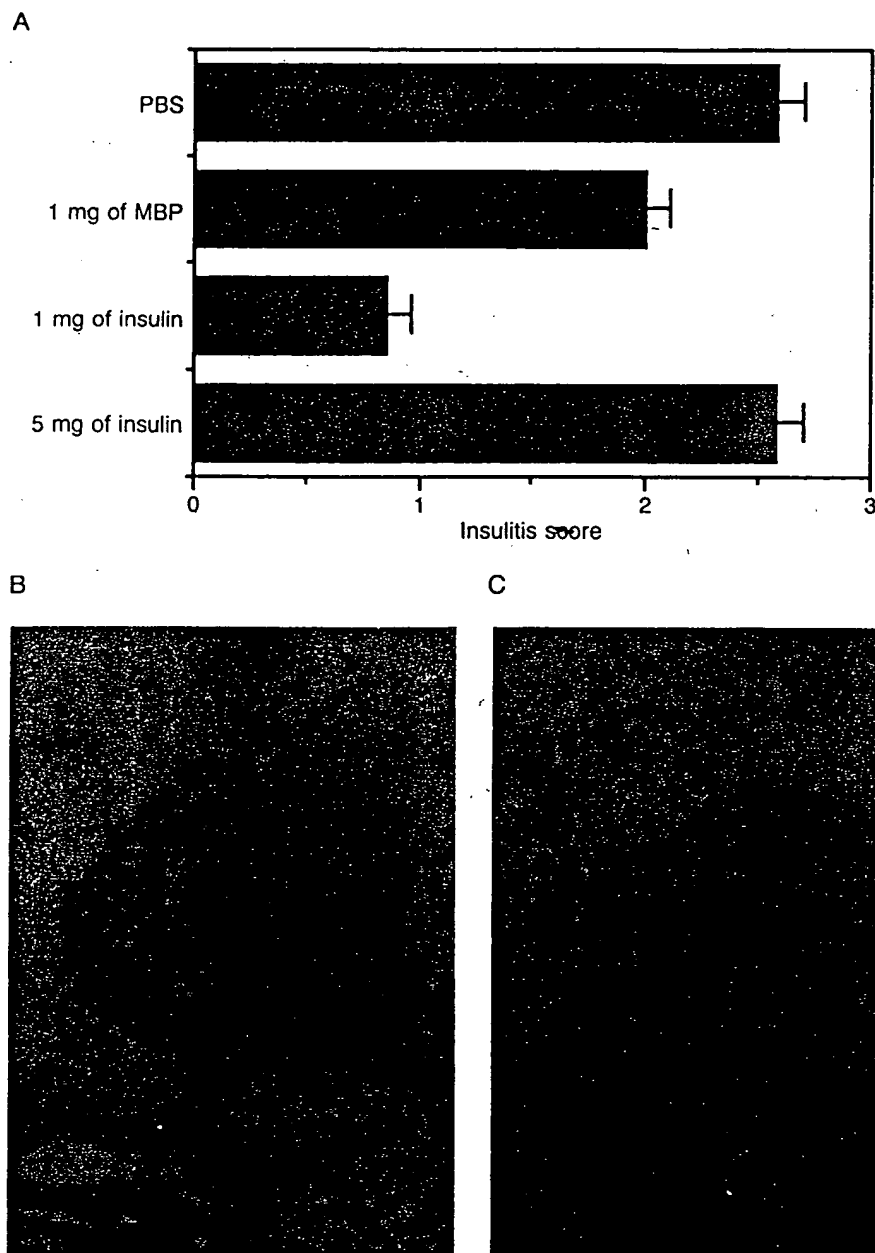 A
PBS
1 mg of MBP
1 mg of insulin
5 mg of insulin
0 1 2 3
Insulitis score
B C